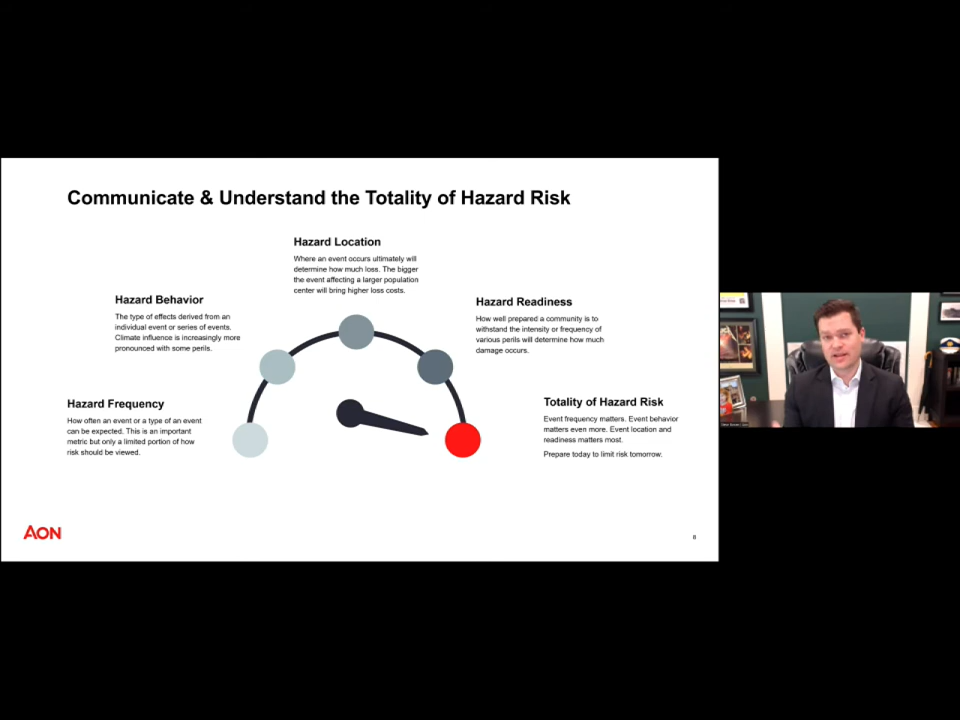 Communicate & Understand the Totality of Hazard Risk
Hazard Location
Where an event occurs ultimately will
determine how much loss. The bigger
the event affecting a larger population
center will bring higher loss costs.
Hazard Behavior
The type of effects derived from an
individual event or series of events.
Climate influence is increasingly more
pronounced with some perils.
Hazard Readiness
How well prepared a community is to
withstand the intensity or frequency of
various perils will determine how much
damage occurs.
Hazard Frequency
How often an event or a type of an event
can be expected. This is an important
metric but only a limited portion of how
risk should be viewed.
Totality of Hazard Risk
Event frequency matters. Event behavior
matters even more. Event location and
readiness matters most.
Prepare today to limit risk tomorrow.
AON
8